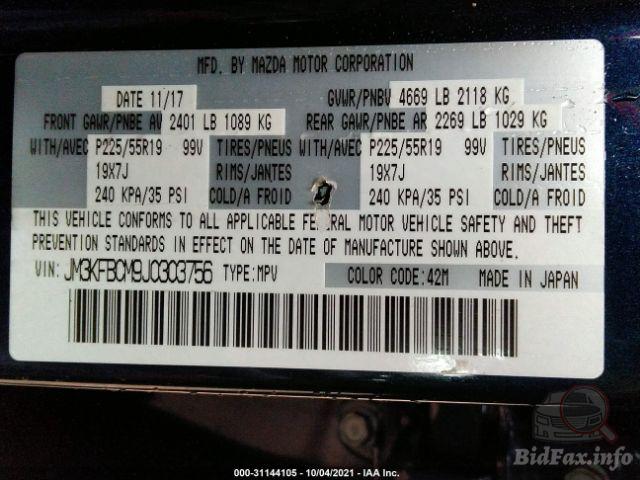 MFD. BY MAZDA MOTOR CORPORATION
DATE 11/17 GVWR/PNBV 4669 LB 2118 KG
FRONT GAWR/PNBE AV 2401 LB 1089 KG REAR GAWR/PNBE AR 2269 LB 1029 KG
WITH/AVEC P225/55R19 99V TIRES/PNEUS WITH/AVEC P225/55R19 99V TIRES/PNEUS
19X7J RIMS/JANTES 19X7J RIMS/JANTES
240 KPA/35 PSI COLD/A FROID 240 KPA/35 PSI COLD/A FROID
THIS VEHICLE CONFORMS TO ALL APPLICABLE FE RAL MOTOR VEHICLE SAFETY AND THEFT
PREVENTION STANDARDS IN EFFECT ON THE DATE OF MANUFACTURE SHOWN ABOVE.
VIN: JM3KFBCM9J0303756 TYPE:MPV COLOR CODE:42M MADE IN JAPAN
BidFax.info
000-31144105 - 10/04/2021 - IAA Inc.